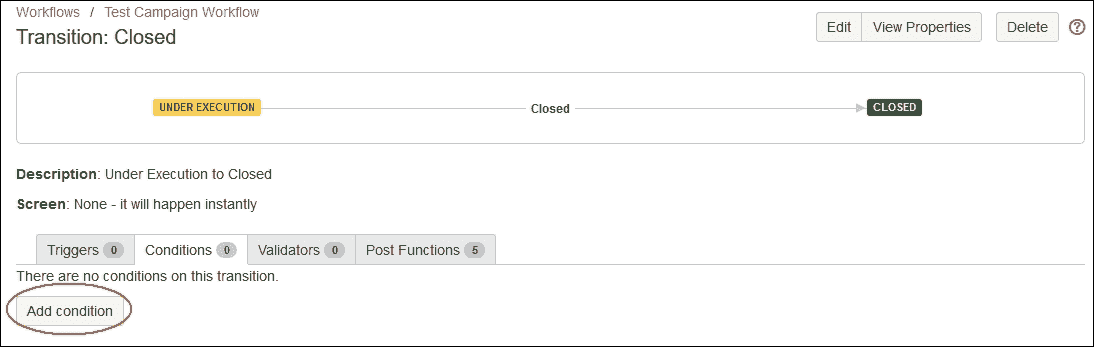 Workflows / Test Campaign Workflow
Transition: Closed
Edit View Properties Delete ?
UNDER EXECUTION Closed CLOSED
Description: Under Execution to Closed
Screen: None - it will happen instantly
Triggers 0 Conditions 0 Validators 0 Post Functions 5
There are no conditions on this transition.
Add condition